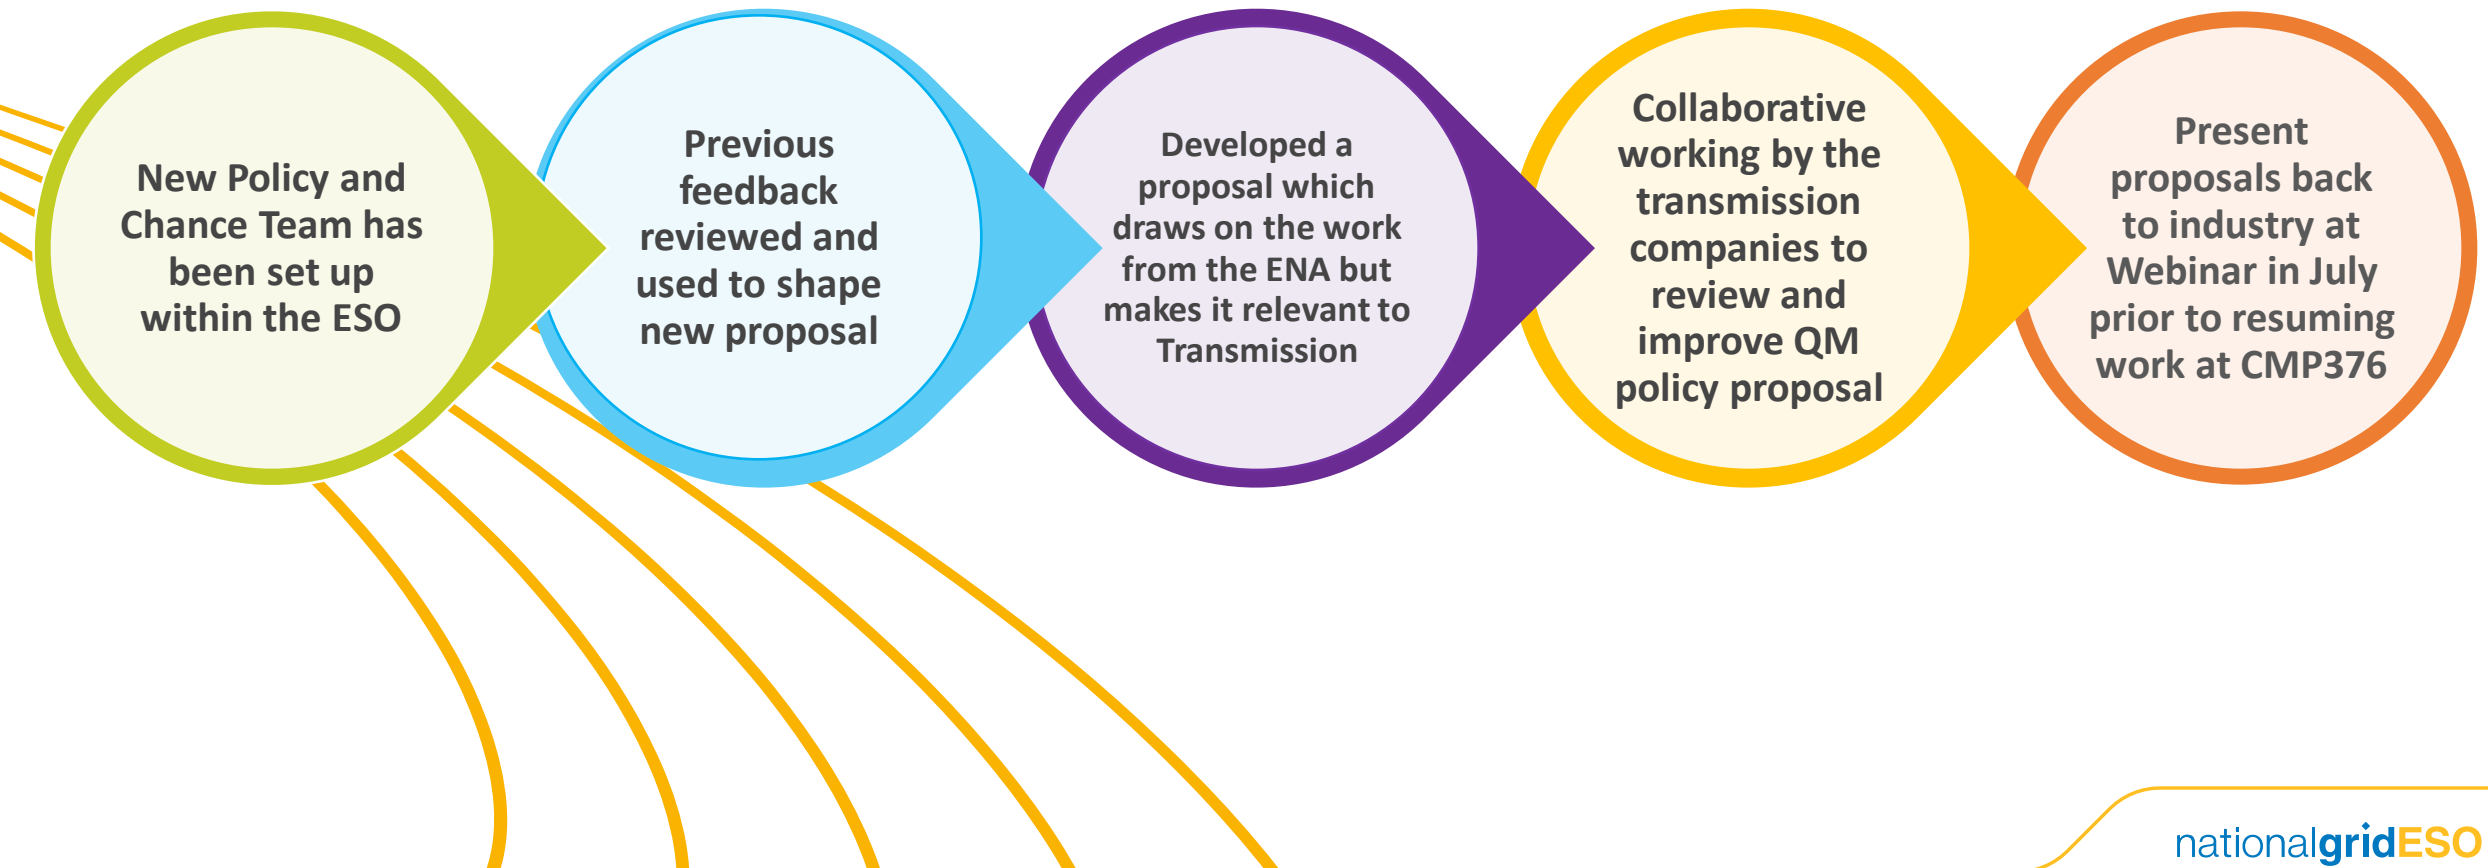 New Policy and
Chance Team has
been set up
within the ESO
Previous
feedback
reviewed and
used to shape
new proposal
Developed a
proposal which
draws on the work
from the ENA but
makes it relevant to
Transmission
Collaborative
working by the
transmission
companies to
review and
improve QM
policy proposal
Present
proposals back
to industry at
Webinar in July
prior to resuming
work at CMP376
nationalgridESO